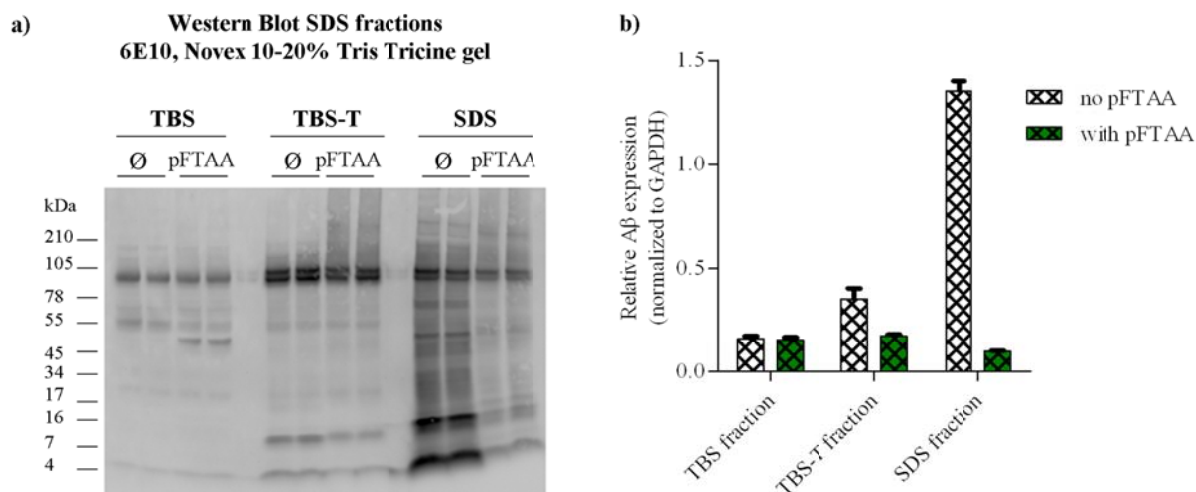 a)
Western Blot SDS fractions
6E10, Novex 10-20% Tris Tricine gel
TBS TBS-T SDS
Ø pFTAA Ø pFTAA Ø pFTAA
kDa
210
105
78
55
45
34
17
16
7
4
b)
Relative Aβ expression
(normalized to GAPDH)
1.5
1.0
0.5
0.0
TBS fraction
TBS-T fraction
SDS fraction
no pFTAA
with pFTAA